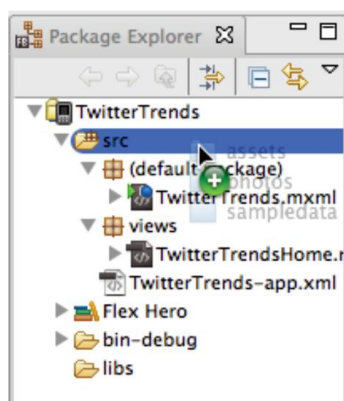 Package Explorer
TwitterTrends
src
assets
(default package)
photos
TwitterTrends.mxml
sampledata
views
TwitterTrendsHome.r
TwitterTrends-app.xml
Flex Hero
bin-debug
libs